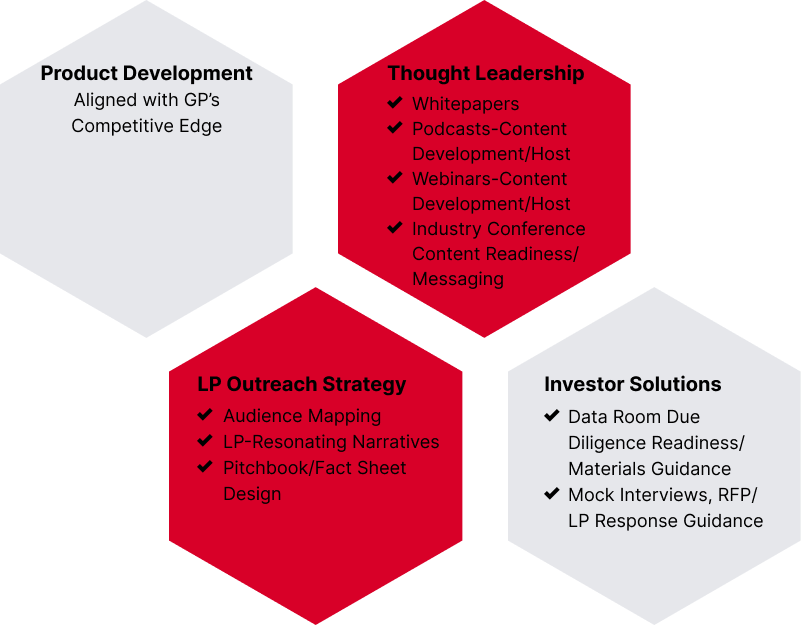 Product Development
Aligned with GP’s
Competitive Edge
Thought Leadership
Whitepapers
Podcasts-Content
Development/Host
Webinars-Content
Development/Host
Industry Conference
Content Readiness/
Messaging
LP Outreach Strategy
Audience Mapping
LP-Resonating Narratives
Pitchbook/Fact Sheet
Design
Investor Solutions
Data Room Due
Diligence Readiness/
Materials Guidance
Mock Interviews, RFP/
LP Response Guidance